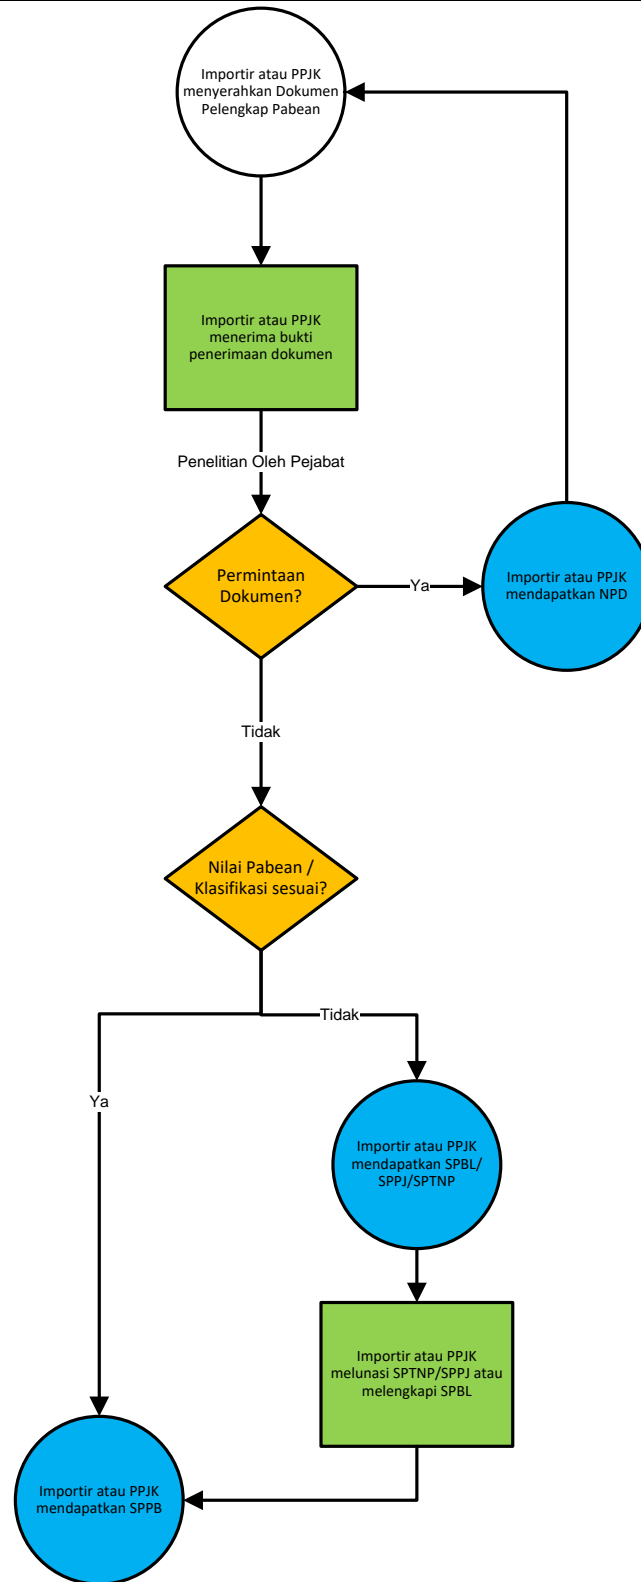 Importir atau PPJK
menyerahkan Dokumen
Pelengkap Pabean
Importir atau PPJK
menerima bukti
penerimaan dokumen
Penelitian Oleh Pejabat
Permintaan
Dokumen?
Ya
Importir atau PPJK
mendapatkan NPD
Tidak
Nilai Pabean /
Klasifikasi sesuai?
Tidak
Ya
Importir atau PPJK
mendapatkan SPBL/
SPPJ/SPTNP
Importir atau PPJK
melunasi SPTNP/SPPJ atau
melengkapi SPBL
Importir atau PPJK
mendapatkan SPPB